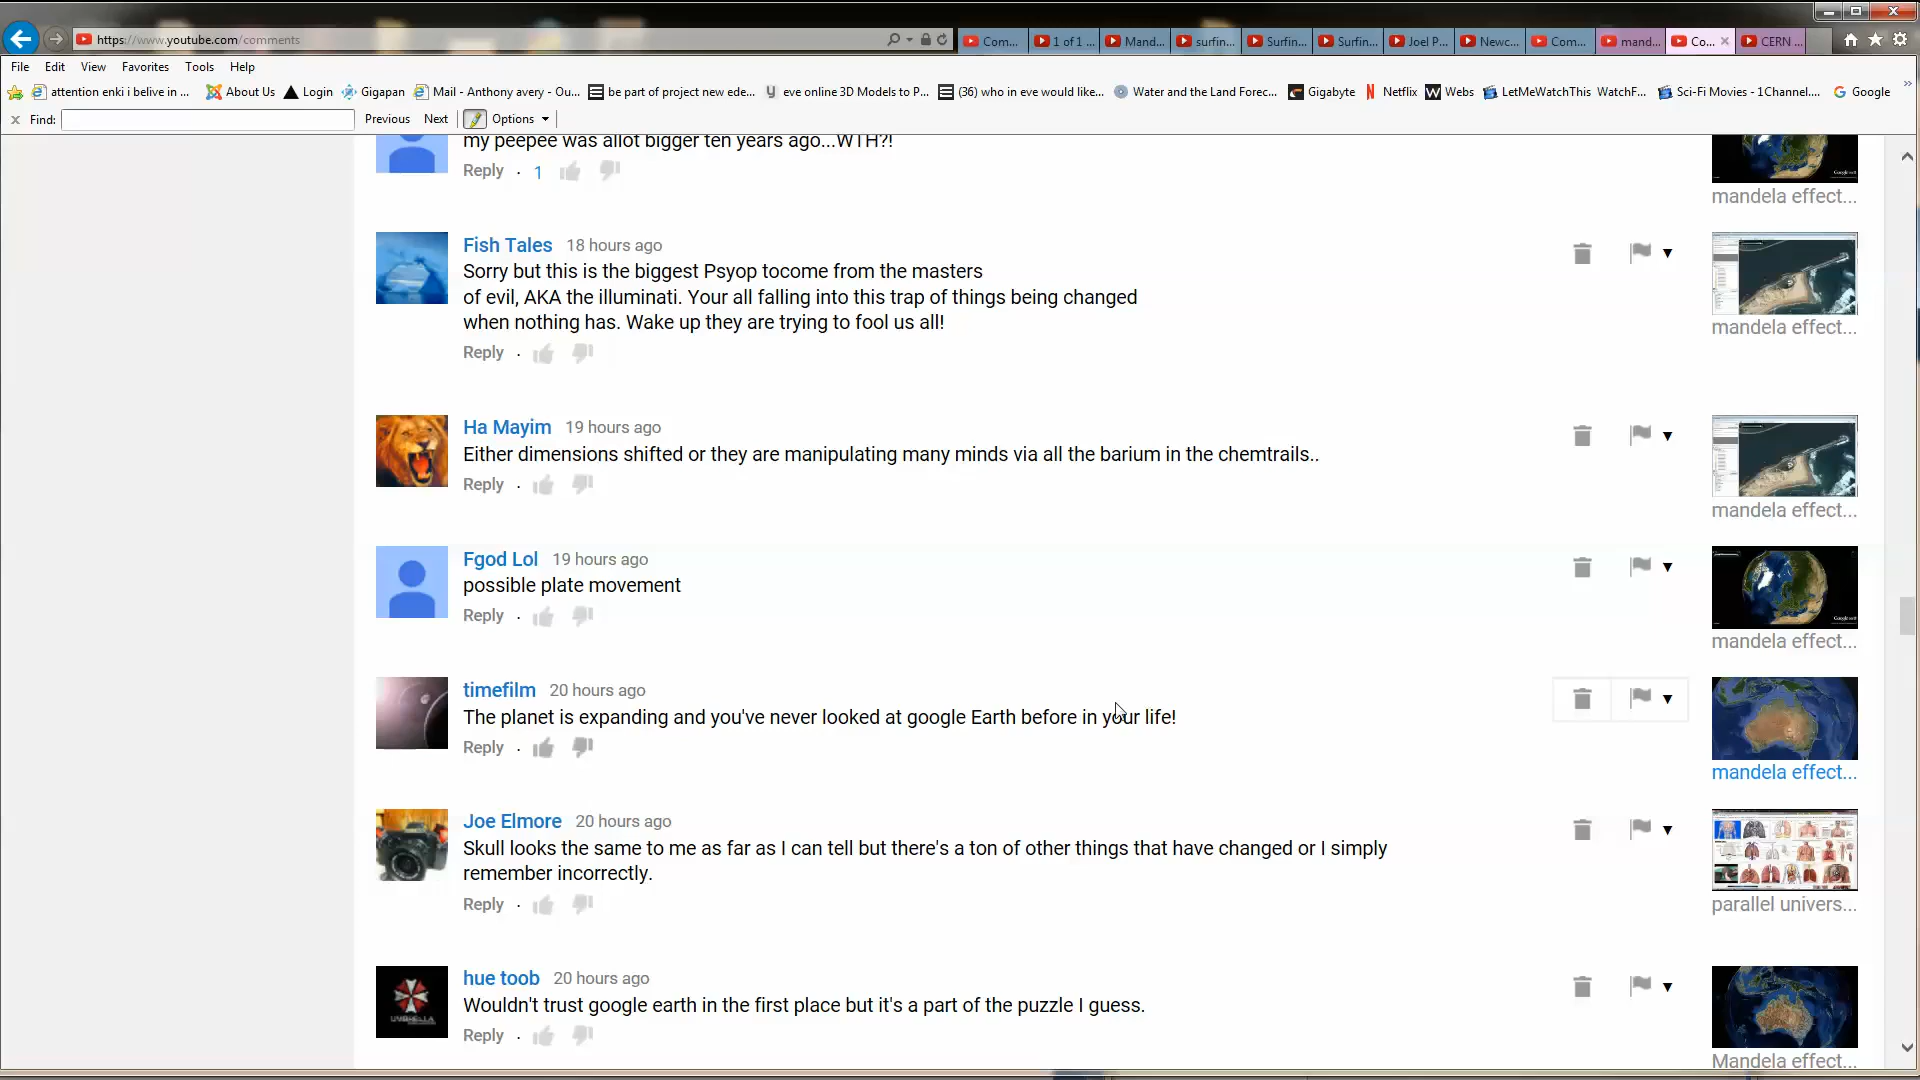 https://www.youtube.com/comments
Com...
1 of 1 ...
Mand...
surfin...
Surfin...
Surfin...
Joel P...
Newc...
Com...
mand...
Co...
CERN ...
File Edit View Favorites Tools Help
attention enki i belive in ...
About Us
Login
Gigapan
Mail - Anthony avery - Ou...
be part of project new ede...
eve online 3D Models to P...
(36) who in eve would like...
Water and the Land Forec...
Gigabyte
Netflix
Webs
LetMeWatchThis WatchF...
Sci-Fi Movies - 1Channel....
Google
x Find: Previous Next Options
my peepee was allot bigger ten years ago...WTH?!
Reply . 1
mandela effect...
Fish Tales 18 hours ago
Sorry but this is the biggest Psyop tocome from the masters
of evil, AKA the illuminati. Your all falling into this trap of things being changed
when nothing has. Wake up they are trying to fool us all!
Reply .
mandela effect...
Ha Mayim 19 hours ago
Either dimensions shifted or they are manipulating many minds via all the barium in the chemtrails..
Reply .
mandela effect...
Fgod Lol 19 hours ago
possible plate movement
Reply .
mandela effect...
timefilm 20 hours ago
The planet is expanding and you've never looked at google Earth before in your life!
Reply .
mandela effect...
Joe Elmore 20 hours ago
Skull looks the same to me as far as I can tell but there's a ton of other things that have changed or I simply
remember incorrectly.
Reply .
parallel univers...
hue toob 20 hours ago
Wouldn't trust google earth in the first place but it's a part of the puzzle I guess.
Reply .
UMBRELLA
Mandela effect...